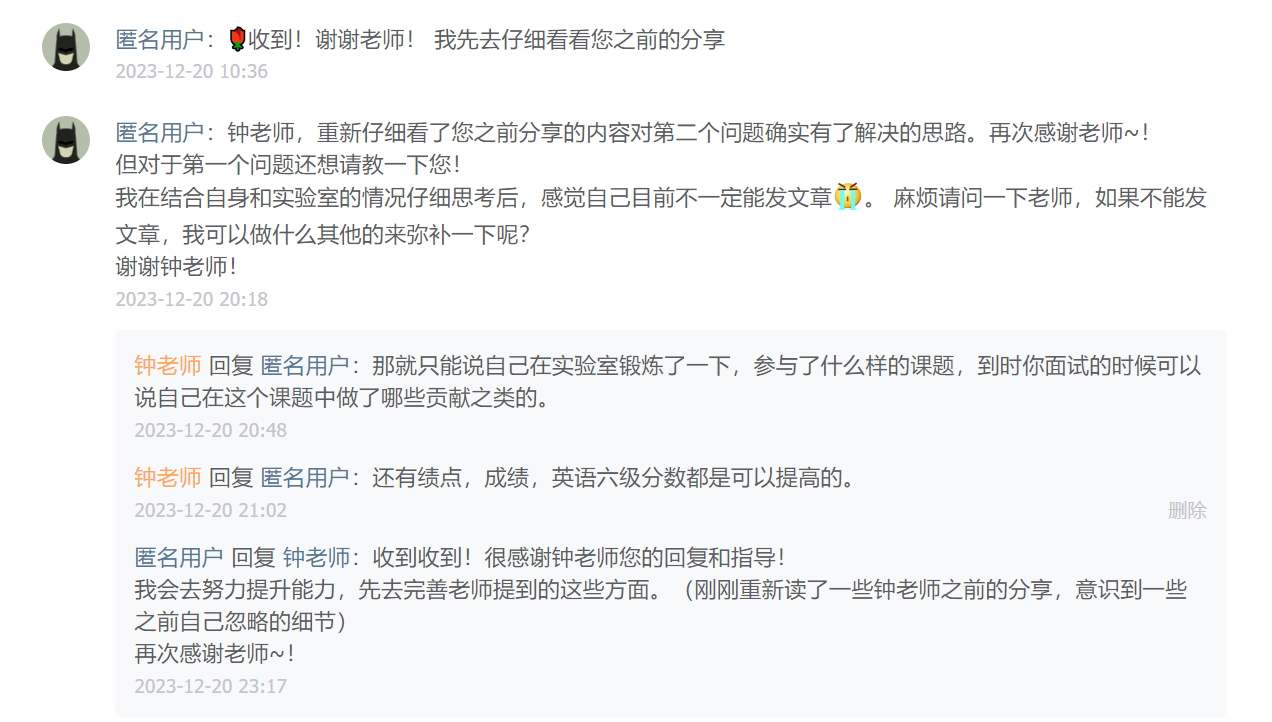 匿名用户：🌹收到！谢谢老师！ 我先去仔细看看您之前的分享
2023-12-20 10:36
匿名用户：钟老师，重新仔细看了您之前分享的内容对第二个问题确实有了解决的思路。再次感谢老师~！
但对于第一个问题还想请教一下您！
我在结合自身和实验室的情况仔细思考后，感觉自己目前不一定能发文章😭。 麻烦请问一下老师，如果不能发
文章，我可以做什么其他的来弥补一下呢？
谢谢钟老师！
2023-12-20 20:18
钟老师 回复 匿名用户：那就只能说自己在实验室锻炼了一下，参与了什么样的课题，到时你面试的时候可以
说自己在这个课题中做了哪些贡献之类的。
2023-12-20 20:48
钟老师 回复 匿名用户：还有绩点，成绩，英语六级分数都是可以提高的。
2023-12-20 21:02 删除
匿名用户 回复 钟老师：收到收到！很感谢钟老师您的回复和指导！
我会去努力提升能力，先去完善老师提到的这些方面。（刚刚重新读了一些钟老师之前的分享，意识到一些
之前自己忽略的细节）
再次感谢老师~！
2023-12-20 23:17